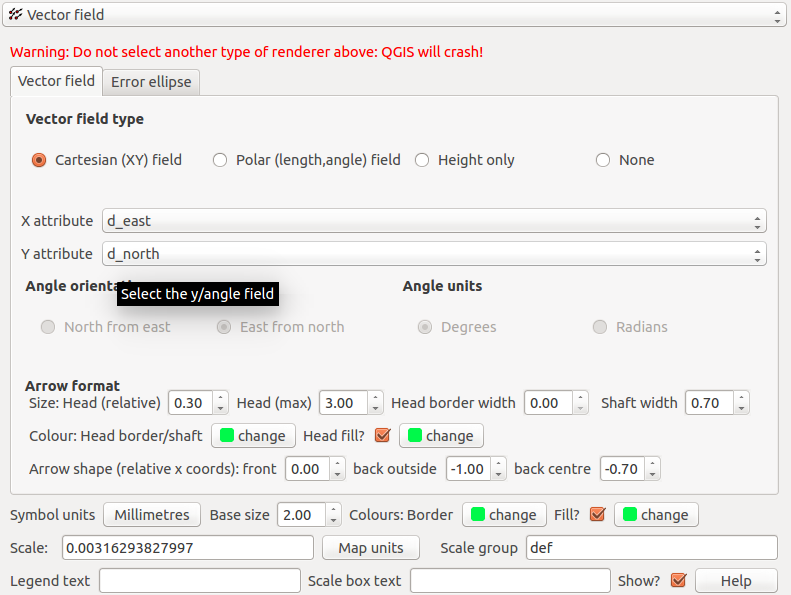 Vector field
Warning: Do not select another type of renderer above: QGIS will crash!
Vector field Error ellipse
Vector field type
Cartesian (XY) field Polar (length,angle) field Height only None
X attribute d_east
Y attribute d_north
Angle orienta Angle units
Select the y/angle field
North from east East from north Degrees Radians
Arrow format
Size: Head (relative) 0.30 Head (max) 3.00 Head border width 0.00 Shaft width 0.70
Colour: Head border/shaft change Head fill? change
Arrow shape (relative x coords): front 0.00 back outside -1.00 back centre -0.70
Symbol units Millimetres Base size 2.00 Colours: Border change Fill? change
Scale: 0.00316293827997 Map units Scale group def
Legend text Scale box text Show? Help